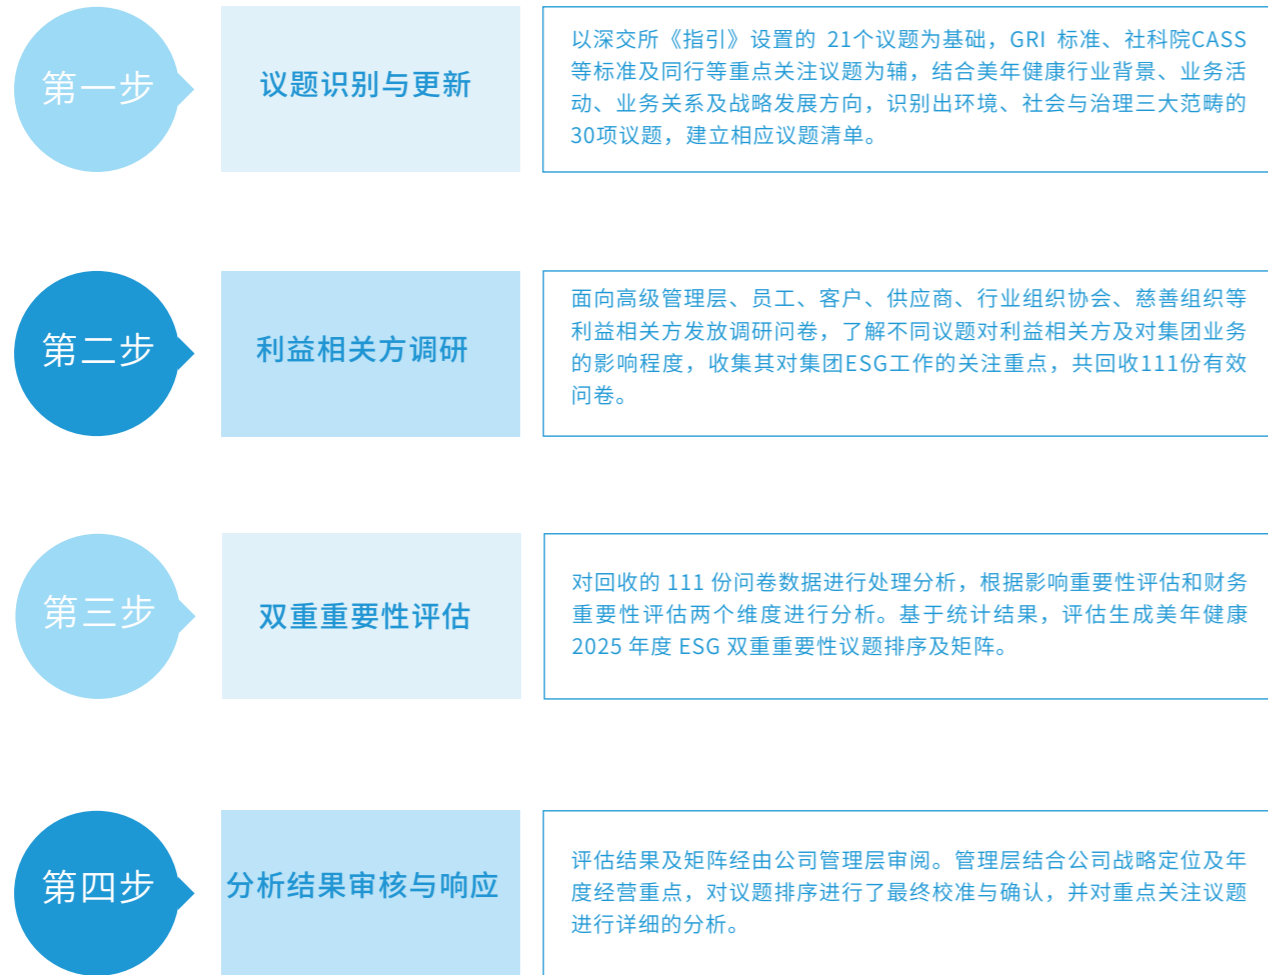 第一步
议题识别与更新
以深交所《指引》设置的 21个议题为基础，GRI 标准、社科院CASS
等标准及同行等重点关注议题为辅，结合美年健康行业背景、业务活
动、业务关系及战略发展方向，识别出环境、社会与治理三大范畴的
30项议题，建立相应议题清单。
第二步
利益相关方调研
面向高级管理层、员工、客户、供应商、行业组织协会、慈善组织等
利益相关方发放调研问卷，了解不同议题对利益相关方及对集团业务
的影响程度，收集其对集团ESG工作的关注重点，共回收111份有效
问卷。
第三步
双重重要性评估
对回收的 111 份问卷数据进行处理分析，根据影响重要性评估和财务
重要性评估两个维度进行分析。基于统计结果，评估生成美年健康
2025 年度 ESG 双重重要性议题排序及矩阵。
第四步
分析结果审核与响应
评估结果及矩阵经由公司管理层审阅。管理层结合公司战略定位及年
度经营重点，对议题排序进行了最终校准与确认，并对重点关注议题
进行详细的分析。